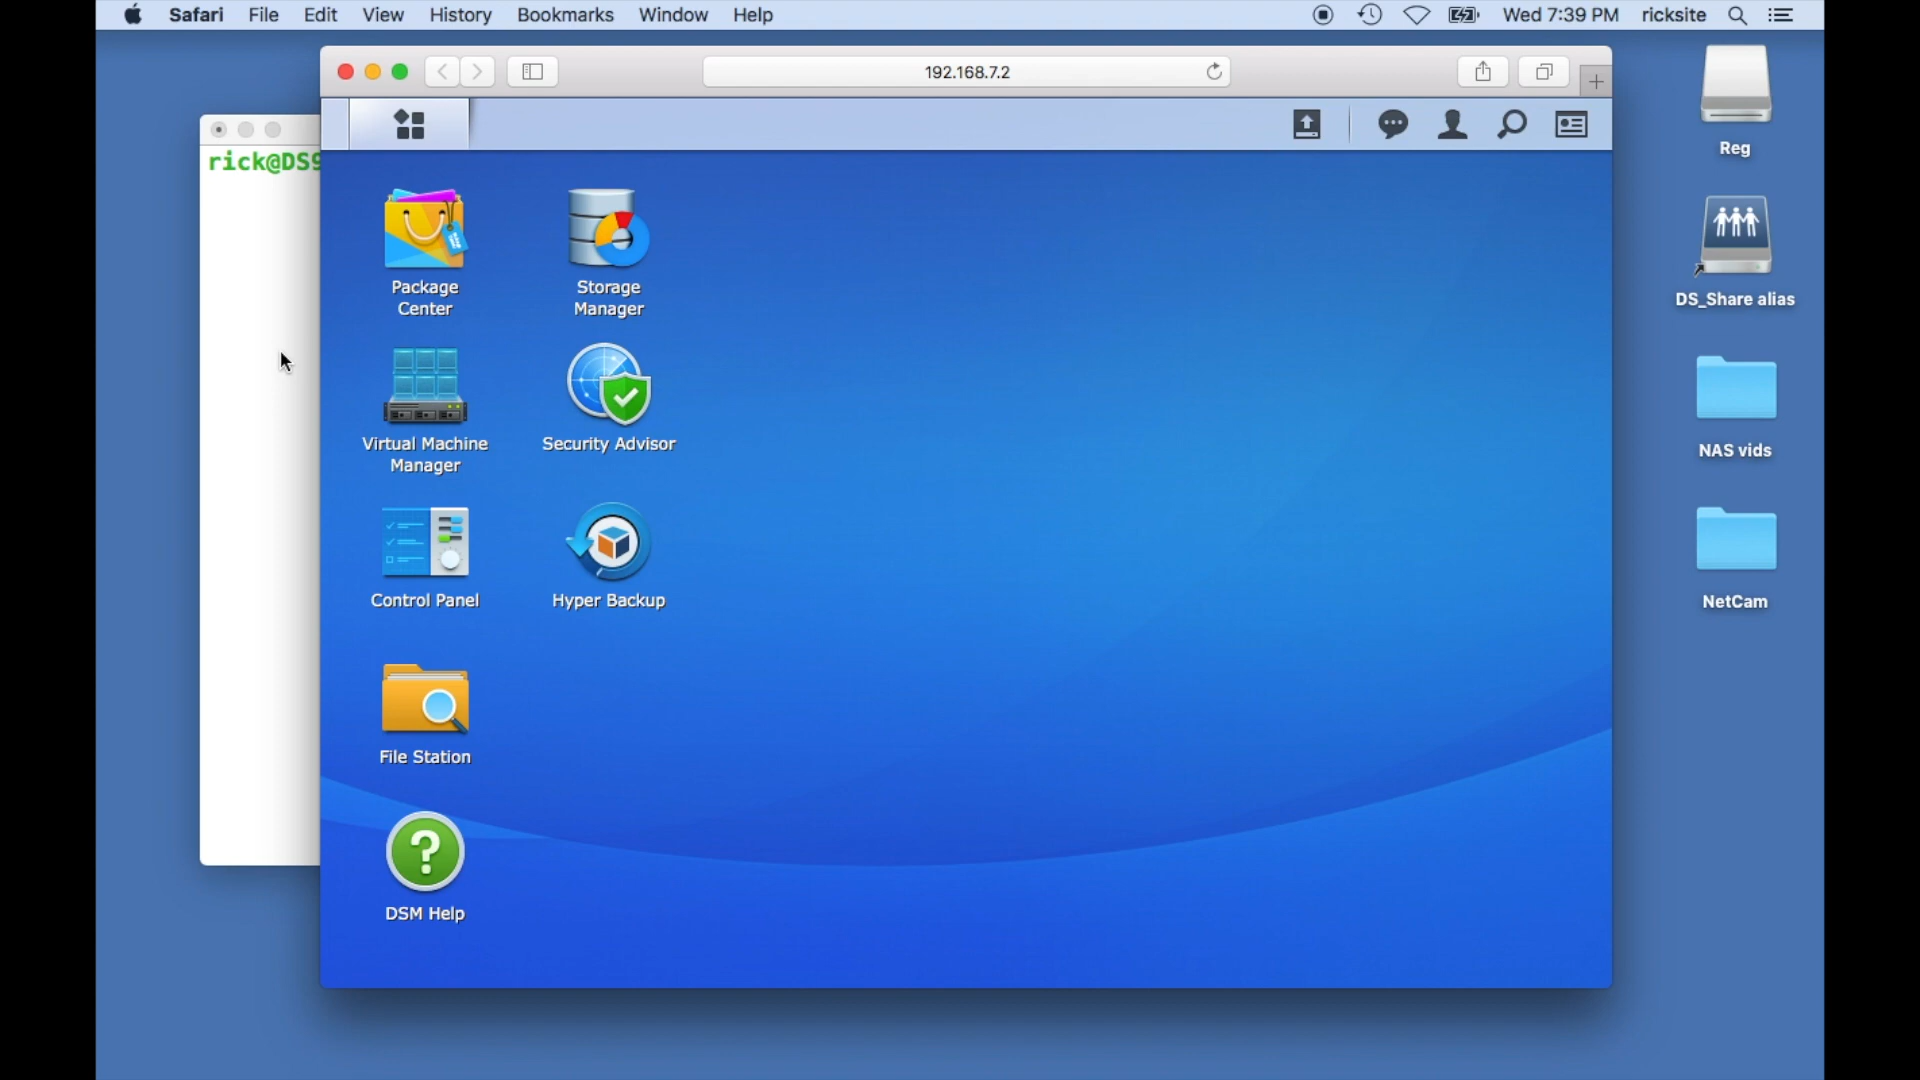 Safari File Edit View History Bookmarks Window Help Wed 7:39 PM ricksite
192.168.7.2
rick@DS9
Package
Center
Storage
Manager
Virtual Machine
Manager
Security Advisor
Control Panel
Hyper Backup
File Station
DSM Help
Reg
DS_Share alias
NAS vids
NetCam